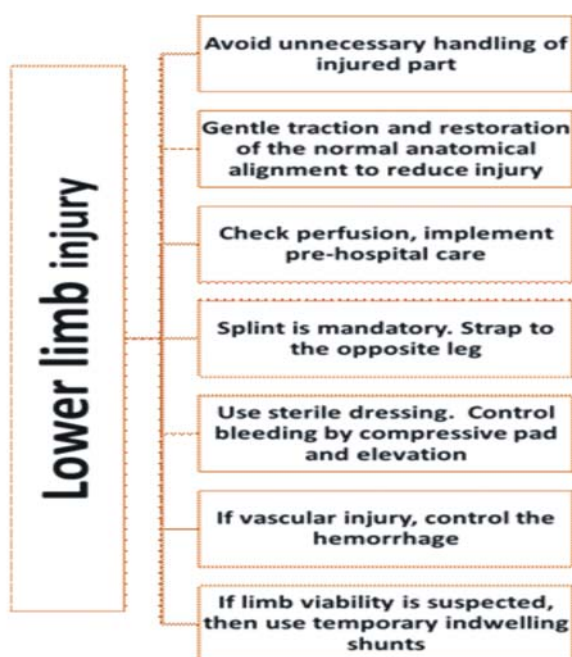 Lower limb injury
Avoid unnecessary handling of
injured part
Gentle traction and restoration
of the normal anatomical
alignment to reduce injury
Check perfusion, implement
pre-hospital care
Splint is mandatory. Strap to
the opposite leg
Use sterile dressing. Control
bleeding by compressive pad
and elevation
If vascular injury, control the
hemorrhage
If limb viability is suspected,
then use temporary indwelling
shunts